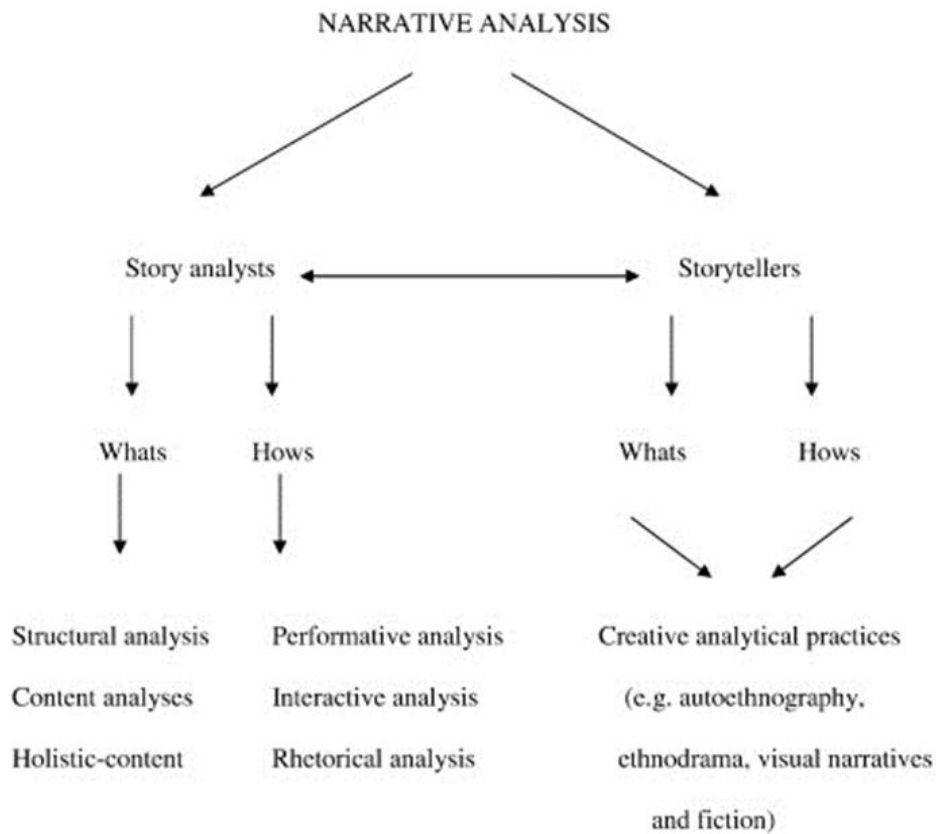 NARRATIVE ANALYSIS
Story analysts
Storytellers
Whats
Hows
Whats
Hows
Structural analysis
Content analyses
Holistic-content
Performative analysis
Interactive analysis
Rhetorical analysis
Creative analytical practices
(e.g. autoethnography,
ethnodrama, visual narratives
and fiction)